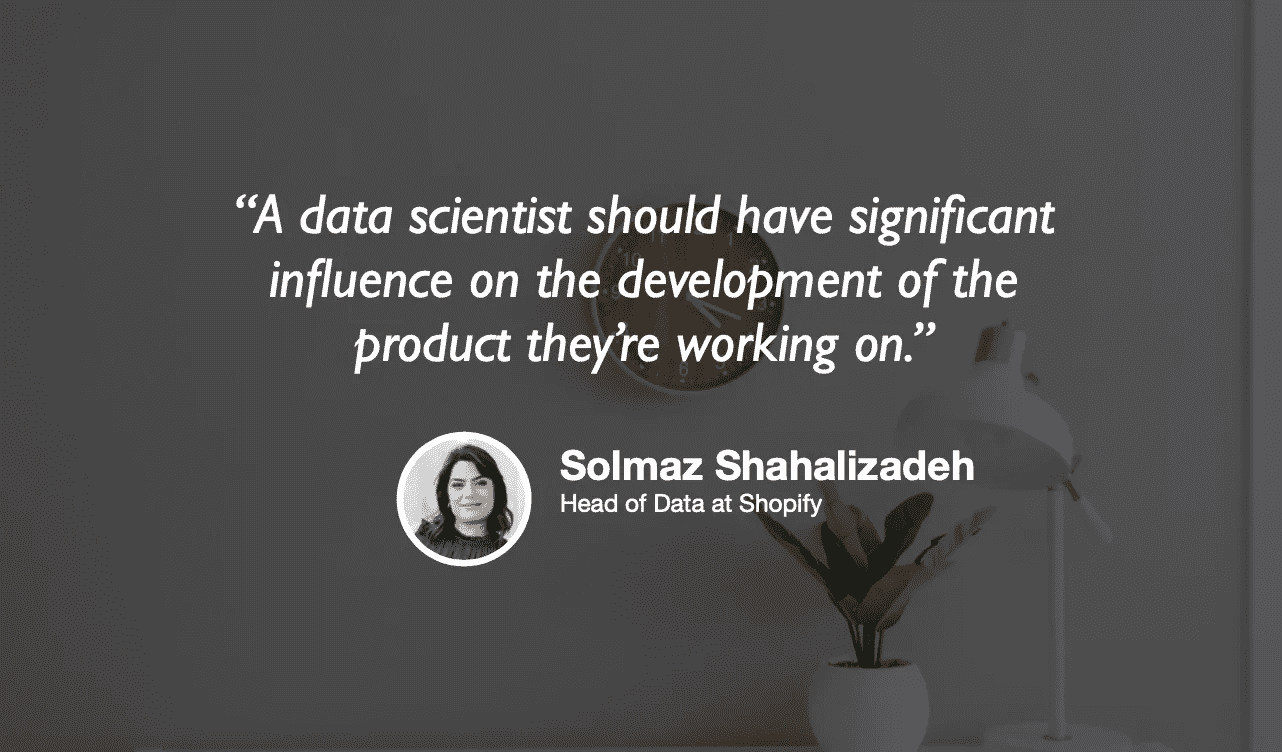 “A data scientist should have significant
influence on the development of the
product they’re working on.”
Solmaz Shahalizadeh
Head of Data at Shopify